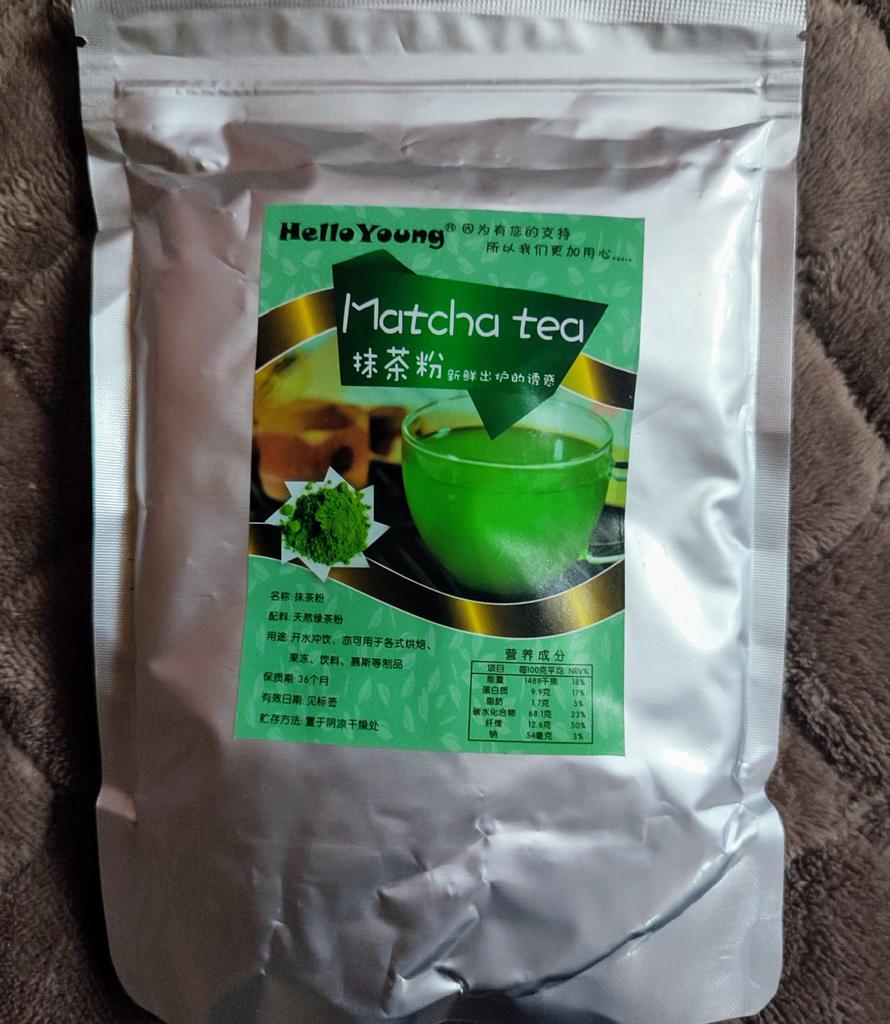 Hello Young® 因为有您的支持
所以我们更加用心.....
Matcha tea
抹茶粉 新鲜出炉的诱惑
名称: 抹茶粉
配料: 天然绿茶粉
用途: 开水冲饮、亦可用于各式烘焙、
果冻、饮料、慕斯等制品
保质期: 36个月
有效日期: 见标签
贮存方法: 置于阴凉干燥处
营养成分
项目 每100克平均 NRV%
能量 1489千焦 18%
蛋白质 9.9克 17%
脂肪 1.7克 3%
碳水化合物 68.1克 23%
纤维 12.6克 50%
钠 54毫克 3%